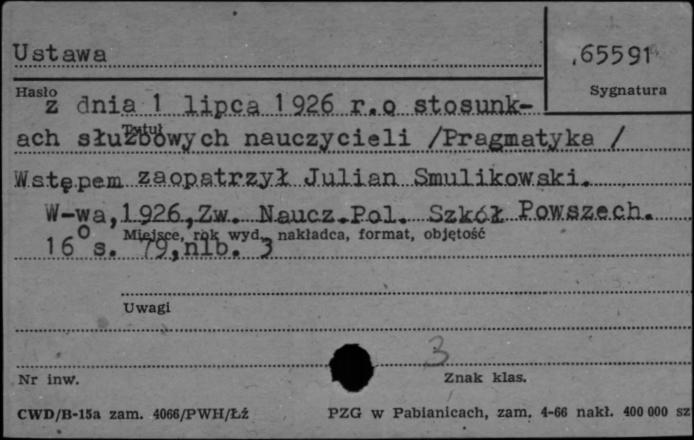 Ustawa
65591
Hasło
Sygnatura
z dnia 1 lipca 1926 r.o stosunk-
Tytuł
ach służbowych nauczycieli /Pragmatyka /
Wstępem zaopatrzył Julian Smulikowski.
W-wa,1926,Zw. Naucz.Pol. Szkół Powszech.
Miejsce, rok wyd., nakładca, format, objętość
16° s. 79,nlb. 3
Uwagi
3
Nr inw.
Znak klas.
CWD/B-15a zam. 4066/PWH/Łż
PZG w Pabianicach, zam. 4-66 nakł. 400 000 sz